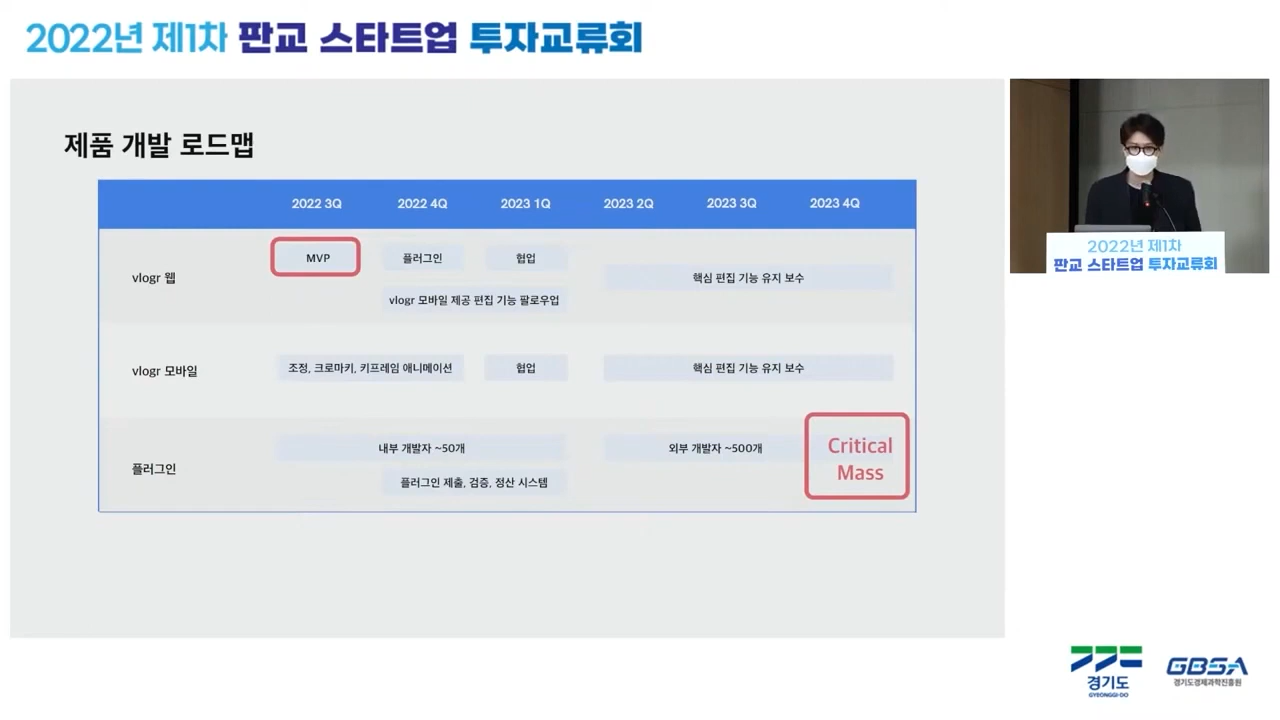 2022년 제1차 판교 스타트업 투자교류회
제품 개발 로드맵
2022 3Q 2022 4Q 2023 1Q 2023 2Q 2023 3Q 2023 4Q
vlogr 웹
MVP
플러그인
협업
핵심 편집 기능 유지 보수
vlogr 모바일 제공 편집 기능 팔로우업
vlogr 모바일
조정, 크로마키, 키프레임 애니메이션
협업
핵심 편집 기능 유지 보수
플러그인
내부 개발자 ~50개
외부 개발자 ~500개
Critical
Mass
플러그인 제출, 검증, 정산 시스템
2022년 제1차
판교 스타트업 투자교류회
경기도
GYEONGGI-DO
GBSA
경기도경제과학진흥원